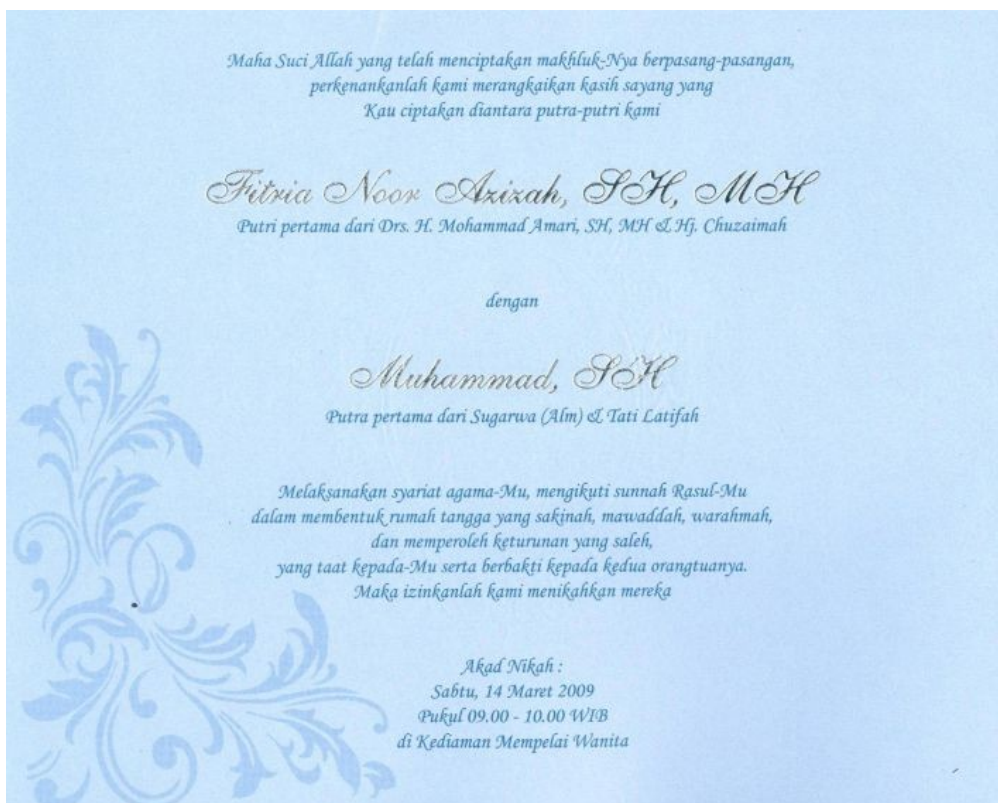 Maha Suci Allah yang telah menciptakan makhluk-Nya berpasang-pasangan,
perkenankanlah kami merangkaikan kasih sayang yang
Kau ciptakan diantara putra-putri kami
Fitria Noor Azizah, SH, MH
Putri pertama dari Drs. H. Mohammad Amari, SH, MH & Hj. Chuzaimah
dengan
Muhammad, SH
Putra pertama dari Sugarwa (Alm) & Tati Latifah
Melaksanakan syariat agama-Mu, mengikuti sunnah Rasul-Mu
dalam membentuk rumah tangga yang sakinah, mawaddah, warahmah,
dan memperoleh keturunan yang saleh,
yang taat kepada-Mu serta berbakti kepada kedua orangtuanya.
Maka izinkanlah kami menikahkan mereka
Akad Nikah :
Sabtu, 14 Maret 2009
Pukul 09.00 - 10.00 WIB
di Kediaman Mempelai Wanita